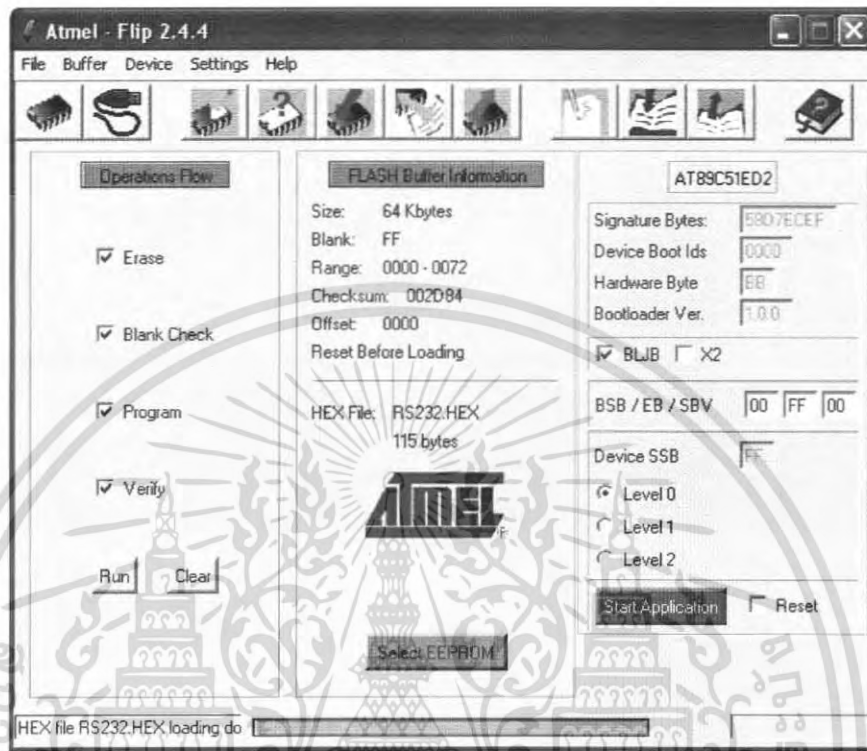 Atmel - Flip 2.4.4
File Buffer Device Settings Help
Operations Flow
Erase
Blank Check
Program
Verify
Run Clear
FLASH Buffer Information
Size: 64 Kbytes
Blank: FF
Range: 0000 - 0072
Checksum: 002D84
Offset: 0000
Reset Before Loading
HEX File: RS232.HEX
115 bytes
ATMEL
Select EEPROM
AT89C51ED2
Signature Bytes: 58D7ECEF
Device Boot Ids 0000
Hardware Byte BB
Bootloader Ver. 1.0.0
BLJB X2
BSB / EB / SBV 00 FF 00
Device SSB FF
Level 0
Level 1
Level 2
Start Application Reset
HEX file RS232.HEX loading do